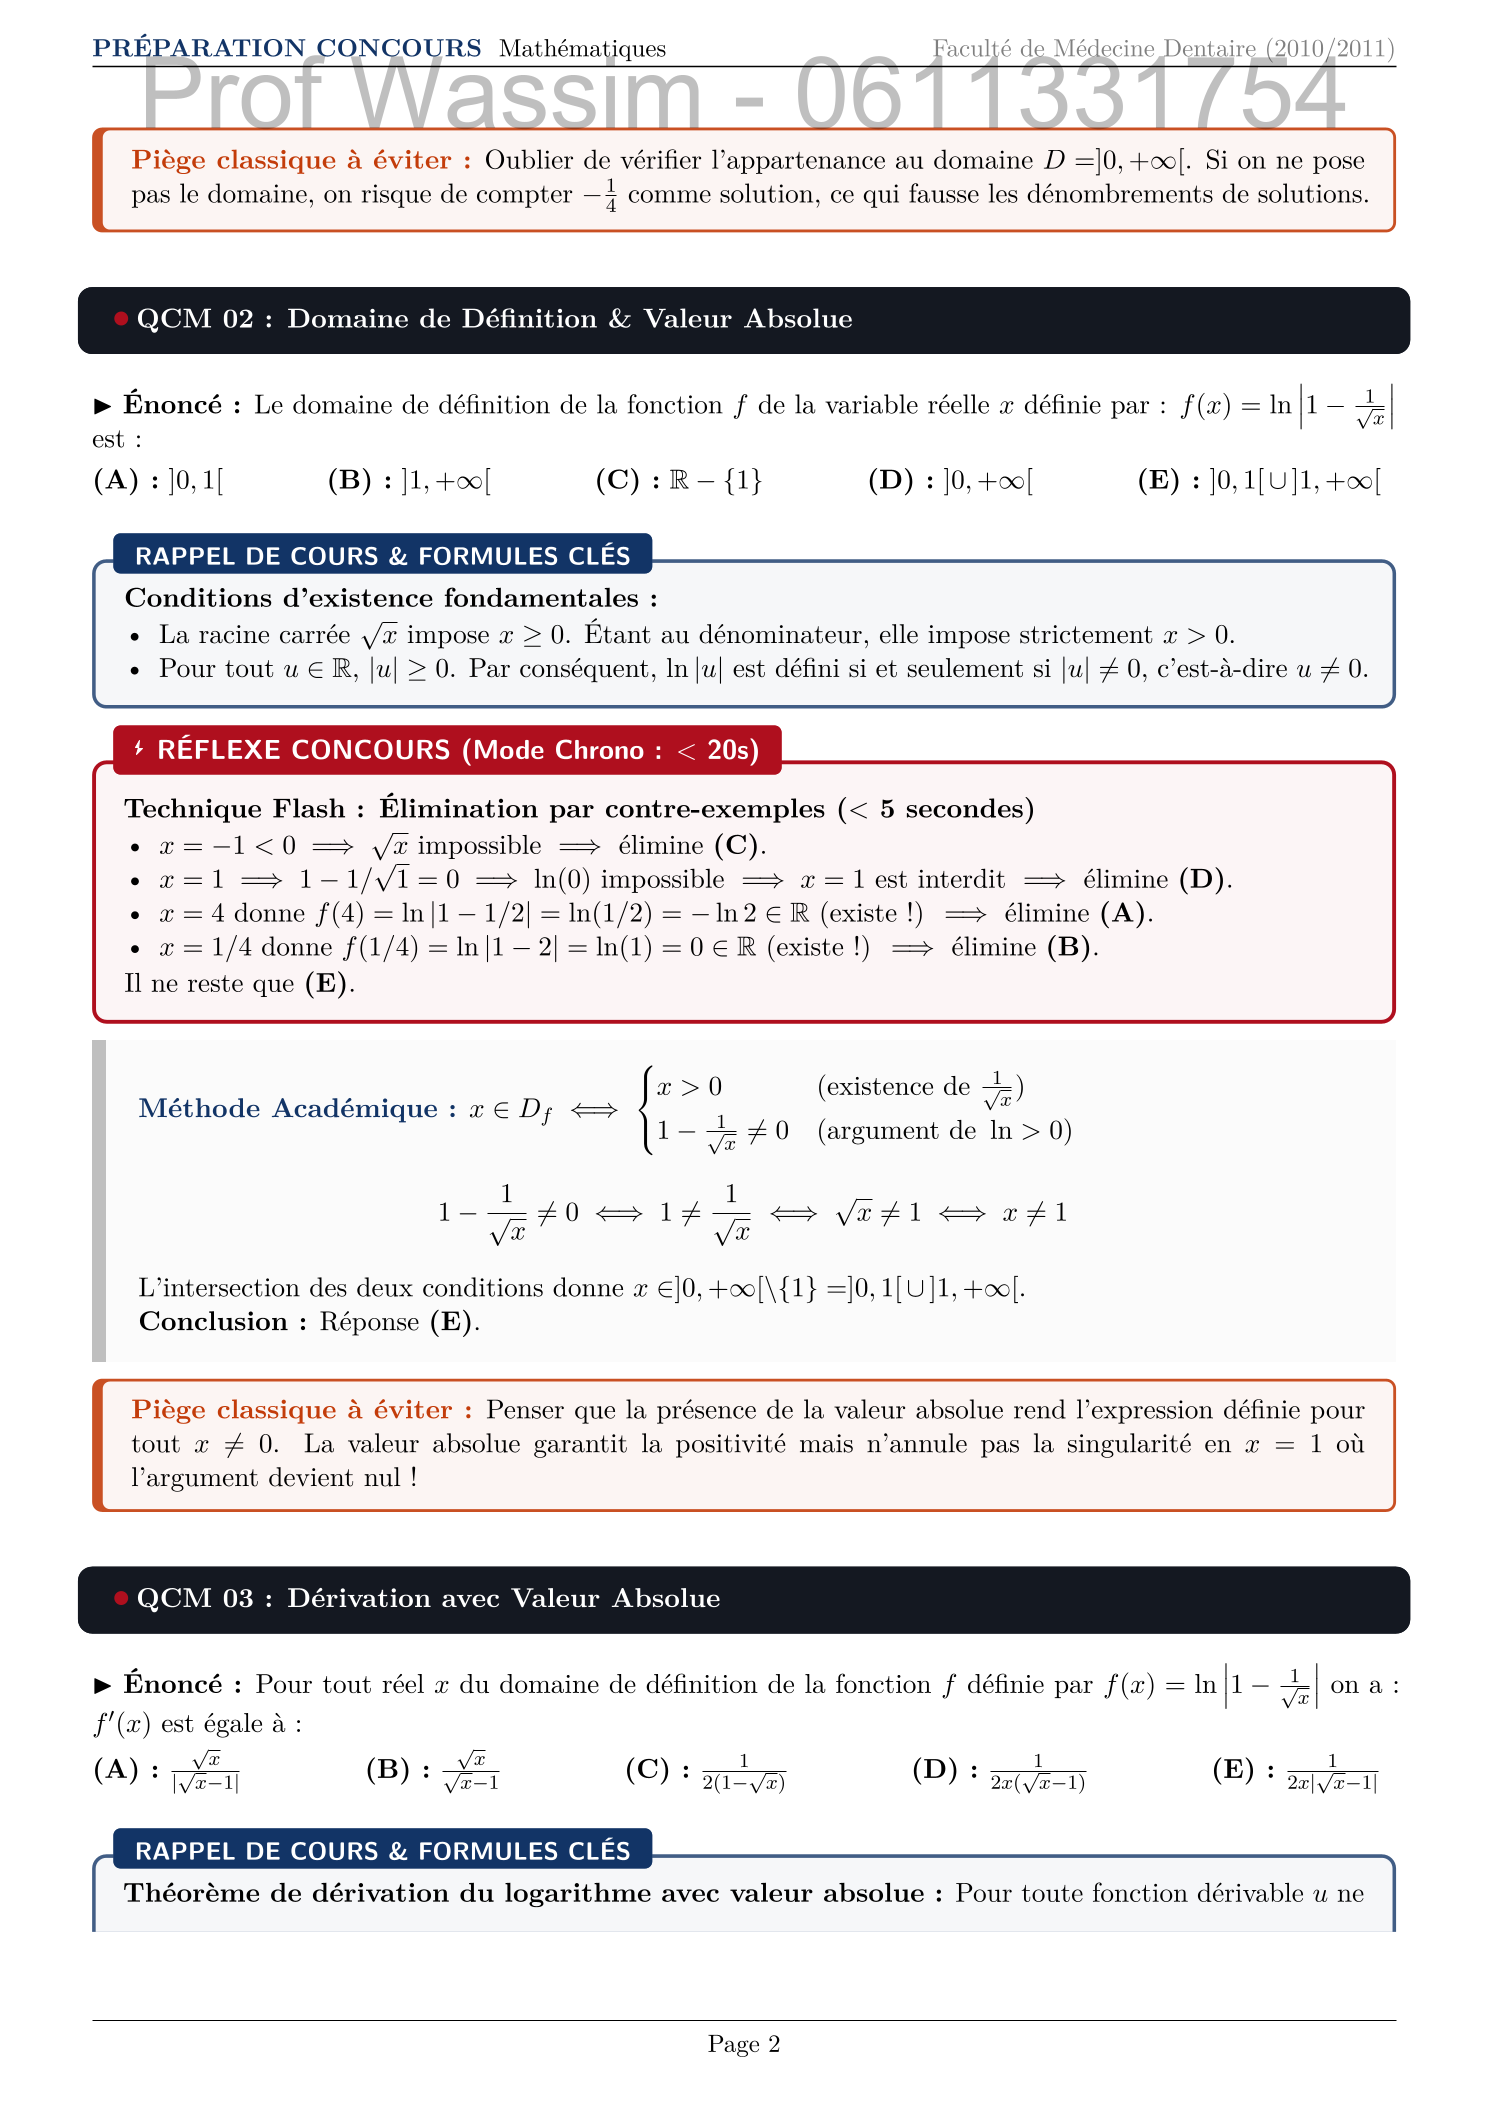 PRÉPARATION CONCOURS Mathématiques Faculté de Médecine Dentaire (2010/2011)
Prof Wassim - 0611331754
Piège classique à éviter : Oublier de vérifier l'appartenance au domaine D =]0, +∞[. Si on ne pose
pas le domaine, on risque de compter −1/4 comme solution, ce qui fausse les dénombrements de solutions.
• QCM 02 : Domaine de Définition & Valeur Absolue
▶ Énoncé : Le domaine de définition de la fonction f de la variable réelle x définie par : f(x) = ln |1 − 1/√x|
est :
(A) : ]0, 1[ (B) : ]1, +∞[ (C) : ℝ − {1} (D) : ]0, +∞[ (E) : ]0, 1[ ∪ ]1, +∞[
RAPPEL DE COURS & FORMULES CLÉS
Conditions d'existence fondamentales :
• La racine carrée √x impose x ≥ 0. Étant au dénominateur, elle impose strictement x > 0.
• Pour tout u ∈ ℝ, |u| ≥ 0. Par conséquent, ln |u| est défini si et seulement si |u| ≠ 0, c'est-à-dire u ≠ 0.
⚡ RÉFLEXE CONCOURS (Mode Chrono : < 20s)
Technique Flash : Élimination par contre-exemples (< 5 secondes)
• x = −1 < 0 ⟹ √x impossible ⟹ élimine (C).
• x = 1 ⟹ 1 − 1/√1 = 0 ⟹ ln(0) impossible ⟹ x = 1 est interdit ⟹ élimine (D).
• x = 4 donne f(4) = ln |1 − 1/2| = ln(1/2) = − ln 2 ∈ ℝ (existe !) ⟹ élimine (A).
• x = 1/4 donne f(1/4) = ln |1 − 2| = ln(1) = 0 ∈ ℝ (existe !) ⟹ élimine (B).
Il ne reste que (E).
Méthode Académique : x ∈ D_f ⟺ { x > 0 (existence de 1/√x)
1 − 1/√x ≠ 0 (argument de ln > 0)
1 − 1/√x ≠ 0 ⟺ 1 ≠ 1/√x ⟺ √x ≠ 1 ⟺ x ≠ 1
L'intersection des deux conditions donne x ∈]0, +∞[\{1} =]0, 1[ ∪ ]1, +∞[.
Conclusion : Réponse (E).
Piège classique à éviter : Penser que la présence de la valeur absolue rend l'expression définie pour
tout x ≠ 0. La valeur absolue garantit la positivité mais n'annule pas la singularité en x = 1 où
l'argument devient nul !
• QCM 03 : Dérivation avec Valeur Absolue
▶ Énoncé : Pour tout réel x du domaine de définition de la fonction f définie par f(x) = ln |1 − 1/√x| on a :
f′(x) est égale à :
(A) : √x/|√x−1| (B) : √x/(√x−1) (C) : 1/(2(1−√x)) (D) : 1/(2x(√x−1)) (E) : 1/(2x|√x−1|)
RAPPEL DE COURS & FORMULES CLÉS
Théorème de dérivation du logarithme avec valeur absolue : Pour toute fonction dérivable u ne
Page 2